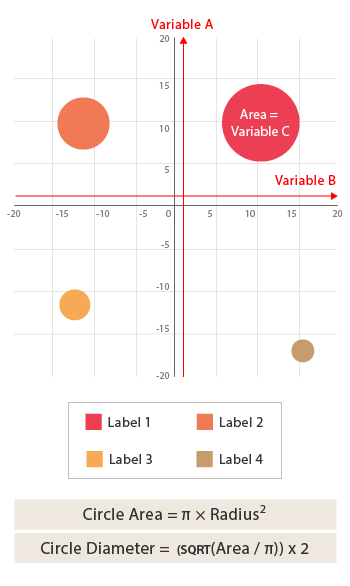 Variable A
20
15
10
5
Area =
Variable C
Variable B
-20 -15 -10 -5 0 5 10 15 20
-5
-10
-15
-20
Label 1 Label 2
Label 3 Label 4
Circle Area = π × Radius²
Circle Diameter = (SQRT(Area / π)) x 2